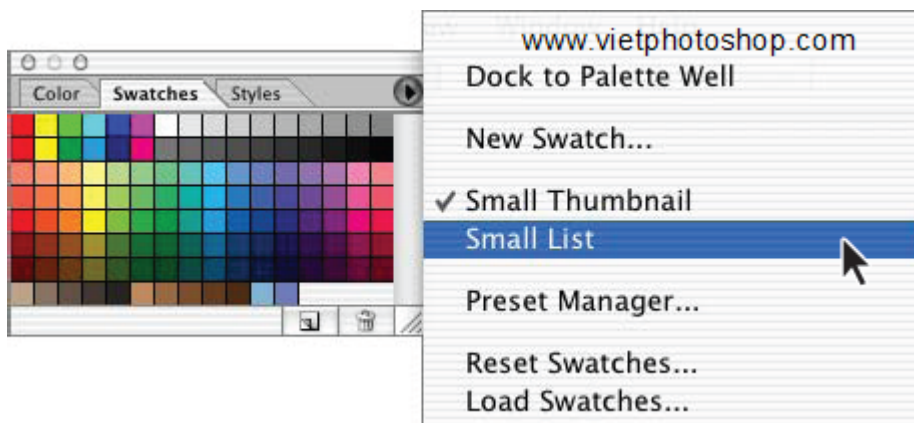 Color Swatches Styles
www.vietphotoshop.com
Dock to Palette Well
New Swatch...
✓ Small Thumbnail
Small List
Preset Manager...
Reset Swatches...
Load Swatches...